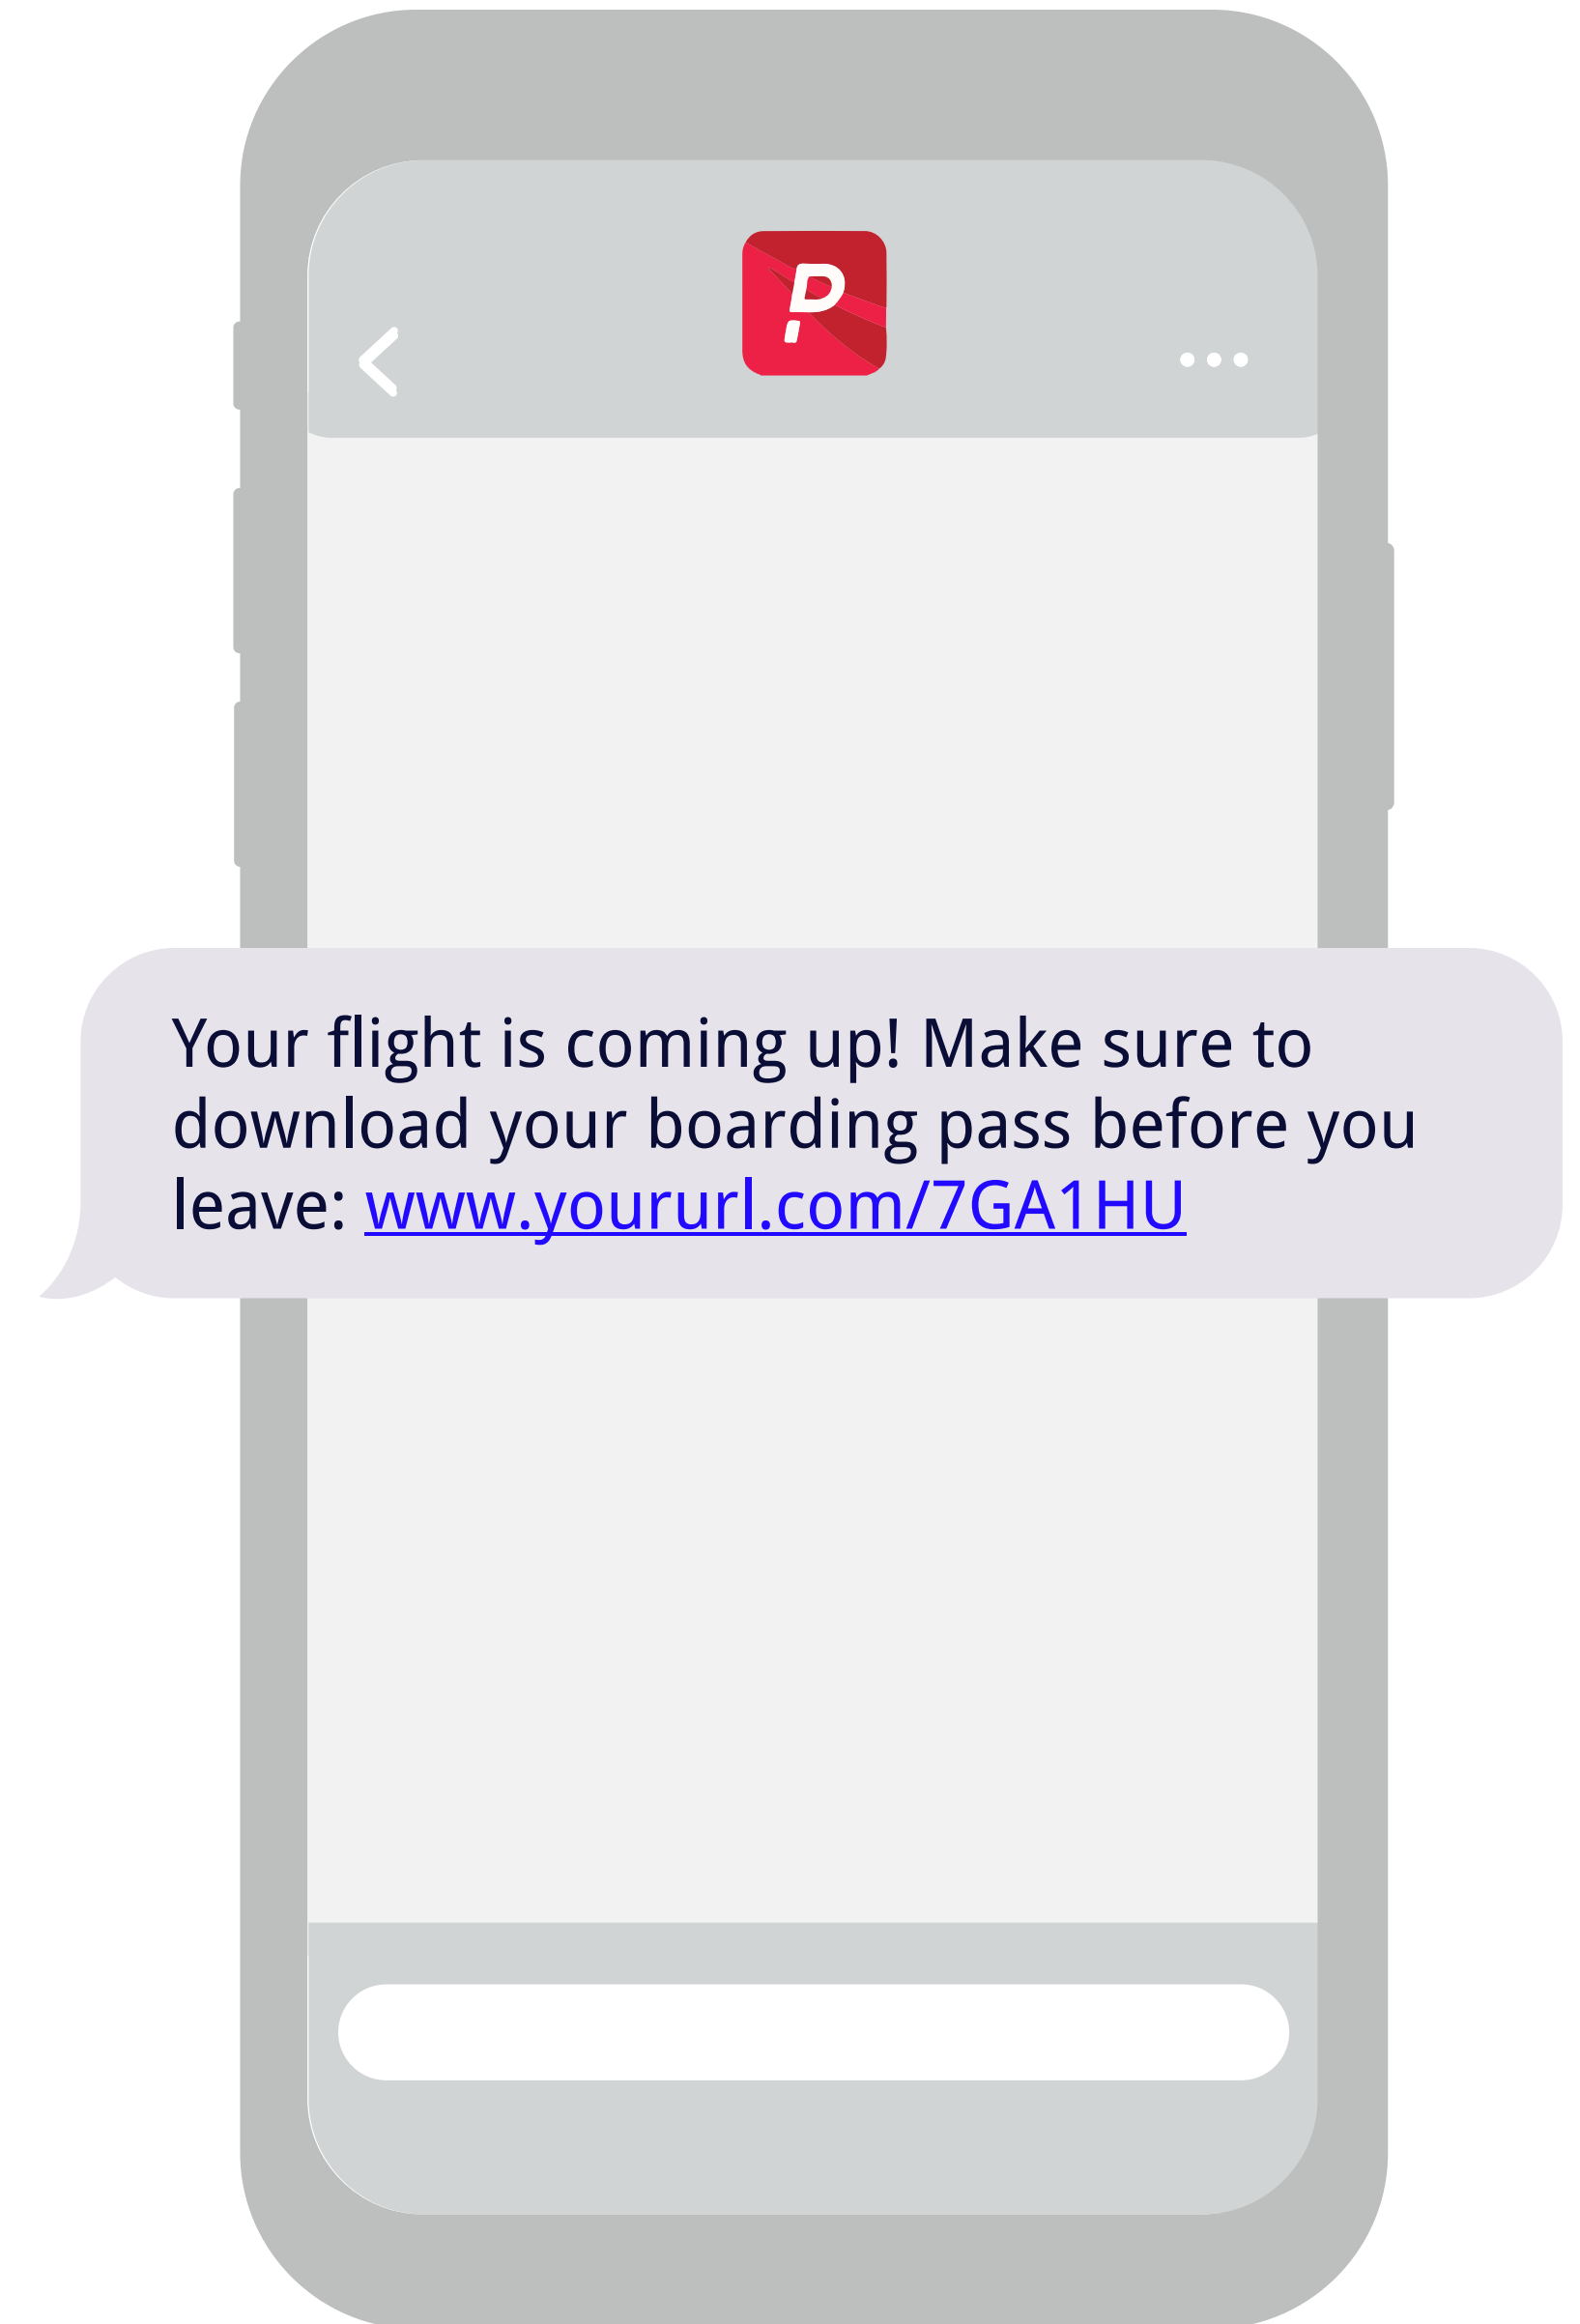 P
Your flight is coming up! Make sure to
download your boarding pass before you
leave: www.yoururl.com/7GA1HU